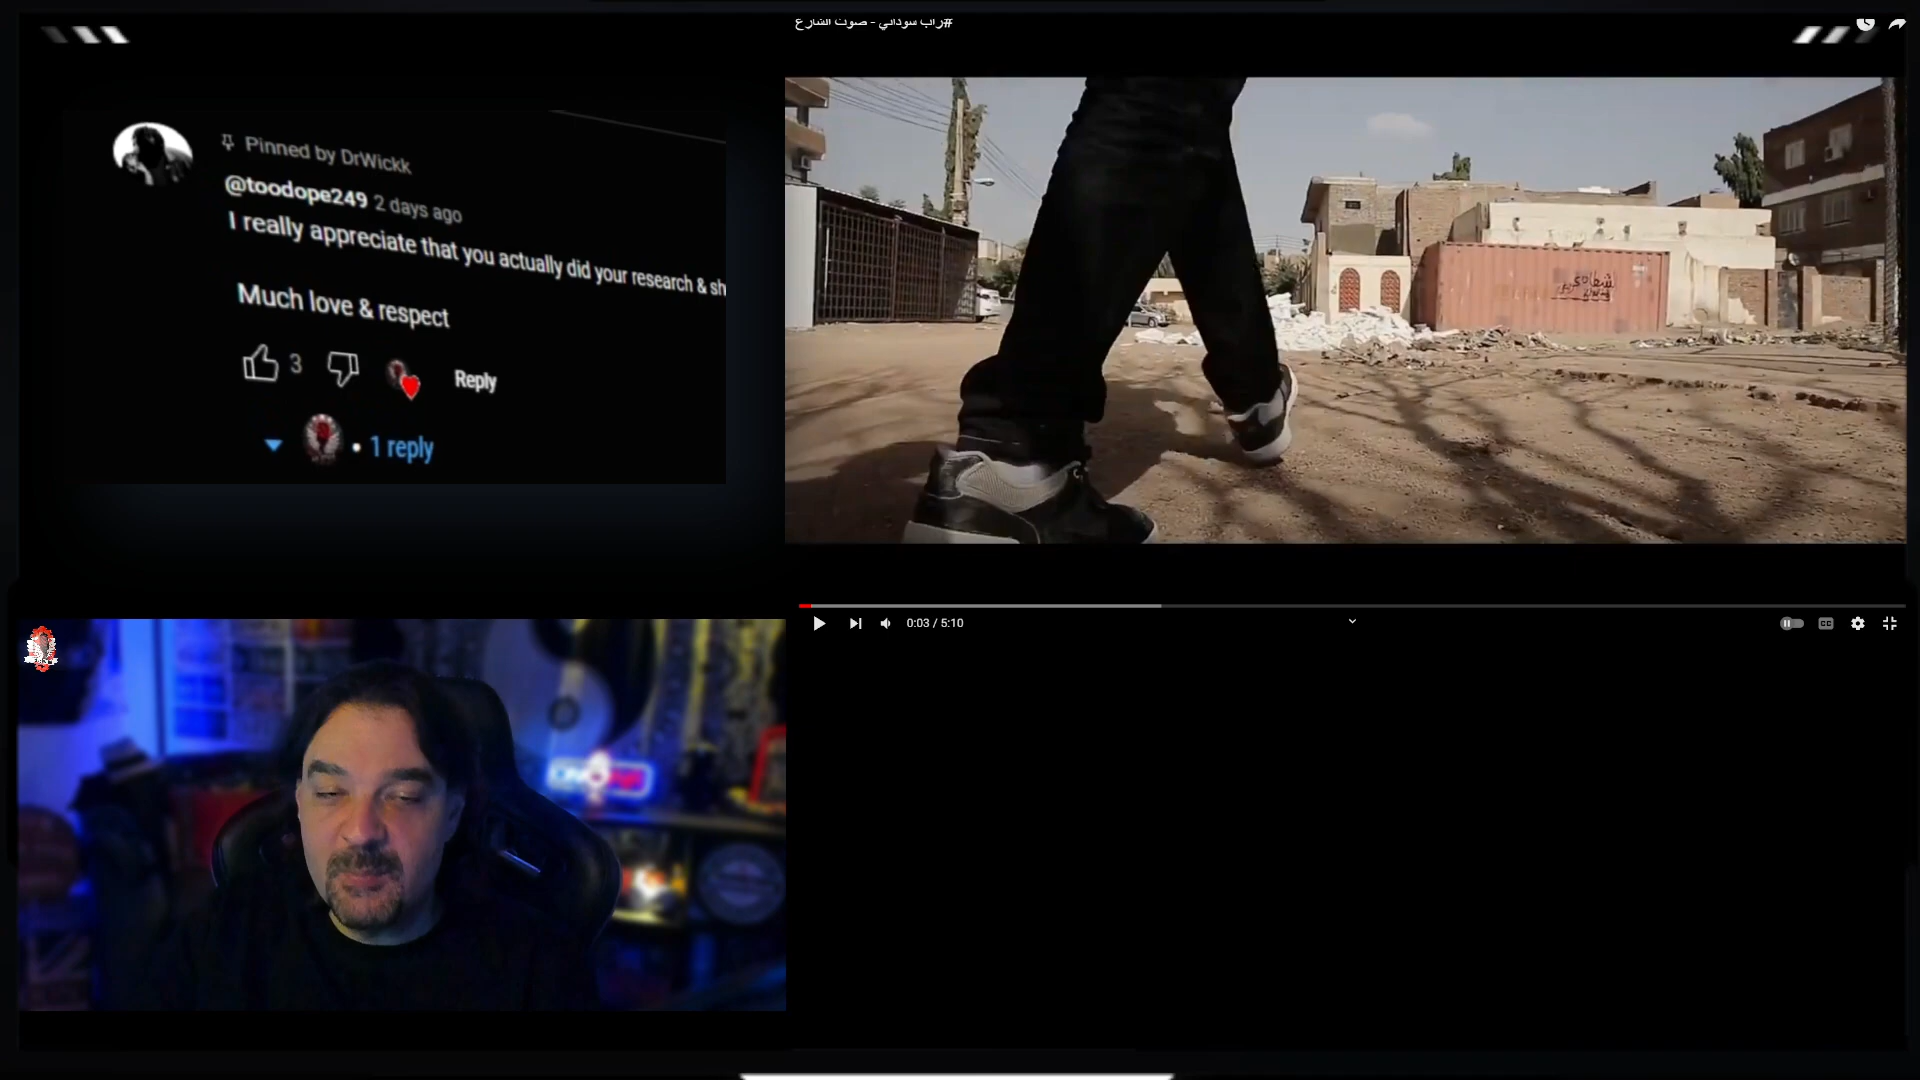 #راب سوداني - صوت الشارع
Pinned by DrWickk
@toodope249 2 days ago
I really appreciate that you actually did your research & sh
Much love & respect
3
Reply
• 1 reply
0:03 / 5:10
CC